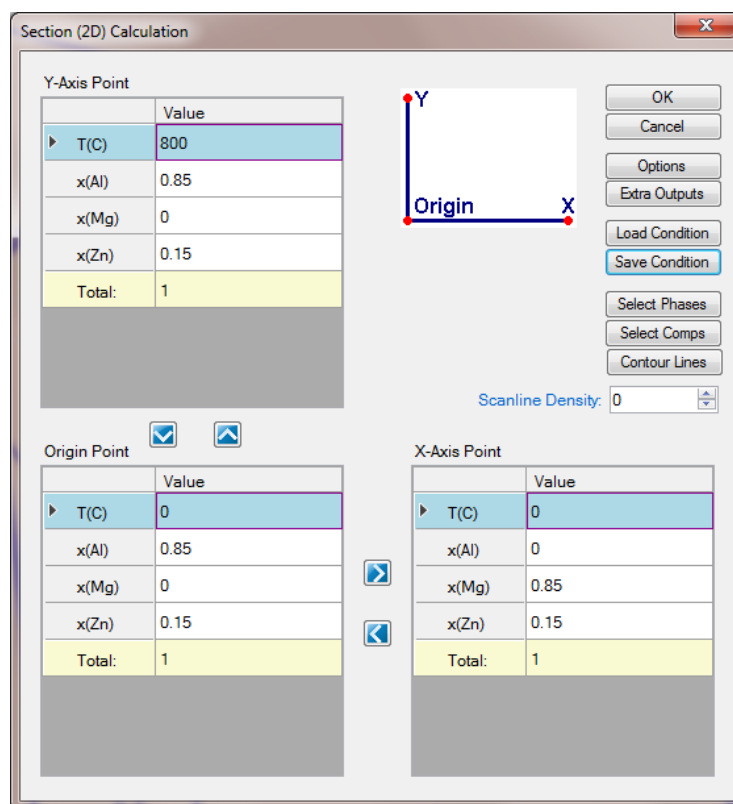 Section (2D) Calculation
Y-Axis Point
Value
T(C) 800
x(Al) 0.85
x(Mg) 0
x(Zn) 0.15
Total: 1
Y
Origin X
OK
Cancel
Options
Extra Outputs
Load Condition
Save Condition
Select Phases
Select Comps
Contour Lines
Scanline Density: 0
Origin Point
Value
T(C) 0
x(Al) 0.85
x(Mg) 0
x(Zn) 0.15
Total: 1
X-Axis Point
Value
T(C) 0
x(Al) 0
x(Mg) 0.85
x(Zn) 0.15
Total: 1